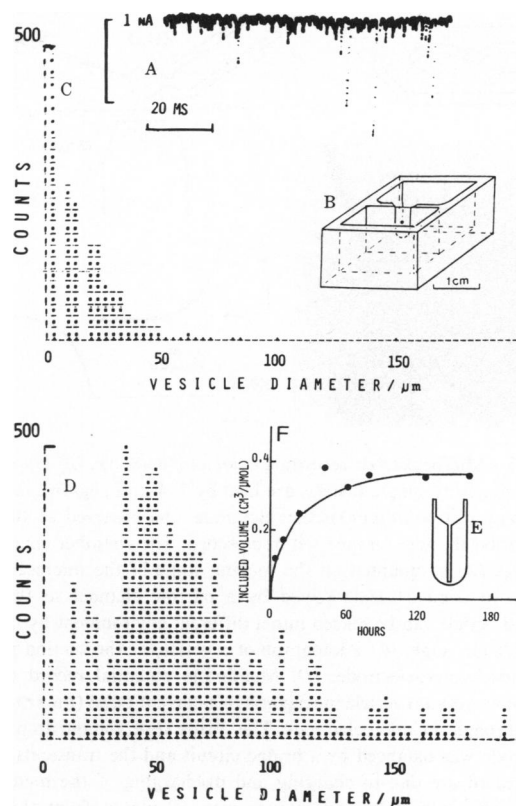 1 NA
500
A
C
20 MS
B
1cm
COUNTS
0
50
100
150
VESICLE DIAMETER/μm
500
F
D
0.4
0.2
INCLUDED VOLUME (CM³/μMOL)
E
0
60
120
180
HOURS
COUNTS
0
50
100
150
VESICLE DIAMETER/μm